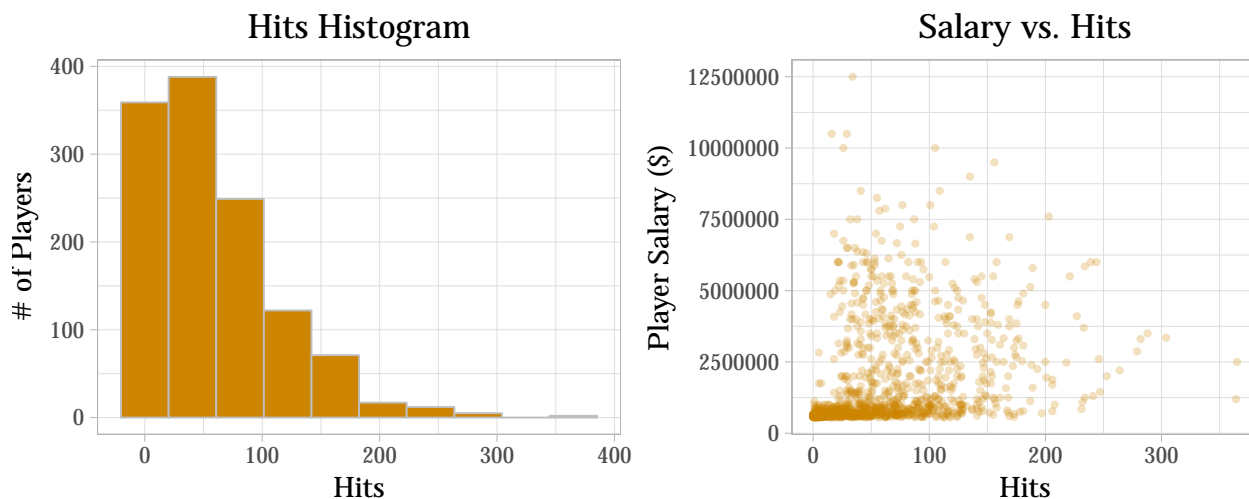 Hits Histogram
# of Players
400
300
200
100
0
0 100 200 300 400
Hits
Salary vs. Hits
Player Salary ($)
12500000
10000000
7500000
5000000
2500000
0
0 100 200 300
Hits